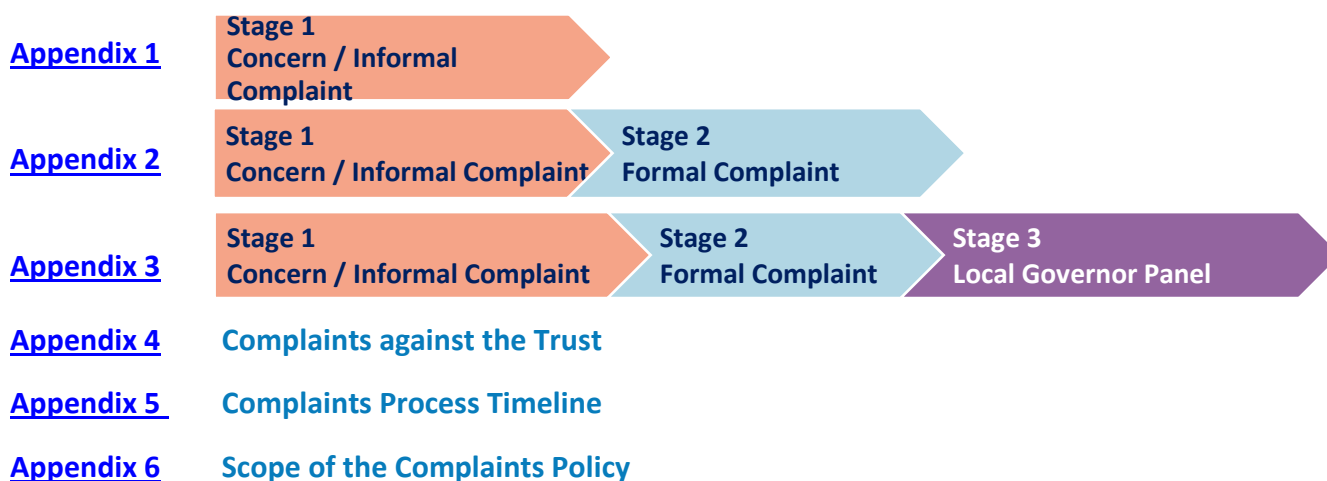 Appendix 1
Stage 1
Concern / Informal
Complaint
Appendix 2
Stage 1
Concern / Informal Complaint
Stage 2
Formal Complaint
Appendix 3
Stage 1
Concern / Informal Complaint
Stage 2
Formal Complaint
Stage 3
Local Governor Panel
Appendix 4 Complaints against the Trust
Appendix 5 Complaints Process Timeline
Appendix 6 Scope of the Complaints Policy